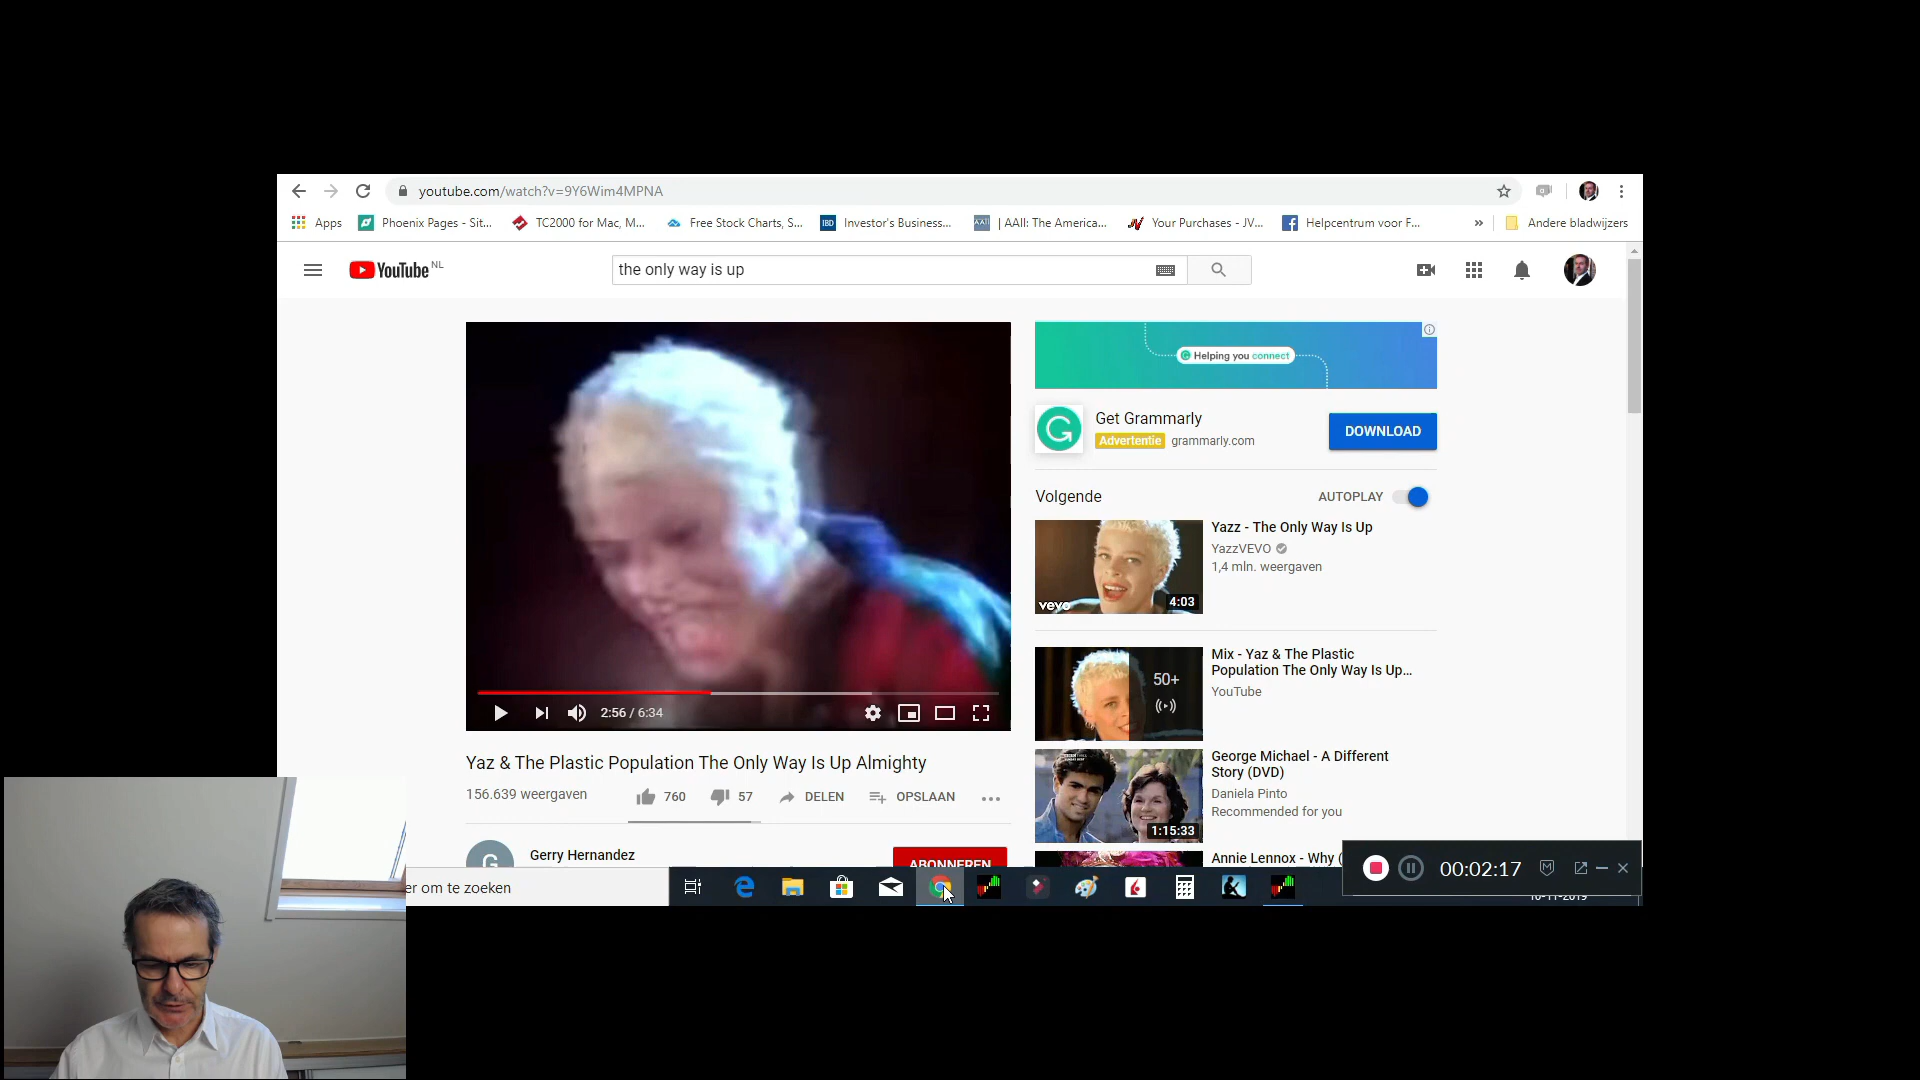 youtube.com/watch?v=9Y6Wim4MPNA
Apps
Phoenix Pages - Sit...
TC2000 for Mac, M...
Free Stock Charts, S...
IBD
Investor's Business...
AAII
| AAII: The America...
Your Purchases - JV...
Helpcentrum voor F...
»
Andere bladwijzers
YouTube NL
the only way is up
Helping you connect
Get Grammarly
Advertentie grammarly.com
DOWNLOAD
Volgende
AUTOPLAY
Yazz - The Only Way Is Up
YazzVEVO
1,4 mln. weergaven
vevo
4:03
Mix - Yaz & The Plastic
Population The Only Way Is Up...
YouTube
50+
George Michael - A Different
Story (DVD)
Daniela Pinto
Recommended for you
1:15:33
Annie Lennox - Why (
2:56 / 6:34
Yaz & The Plastic Population The Only Way Is Up Almighty
156.639 weergaven
760
57
DELEN
OPSLAAN
G
Gerry Hernandez
ABONNEREN
er om te zoeken
00:02:17